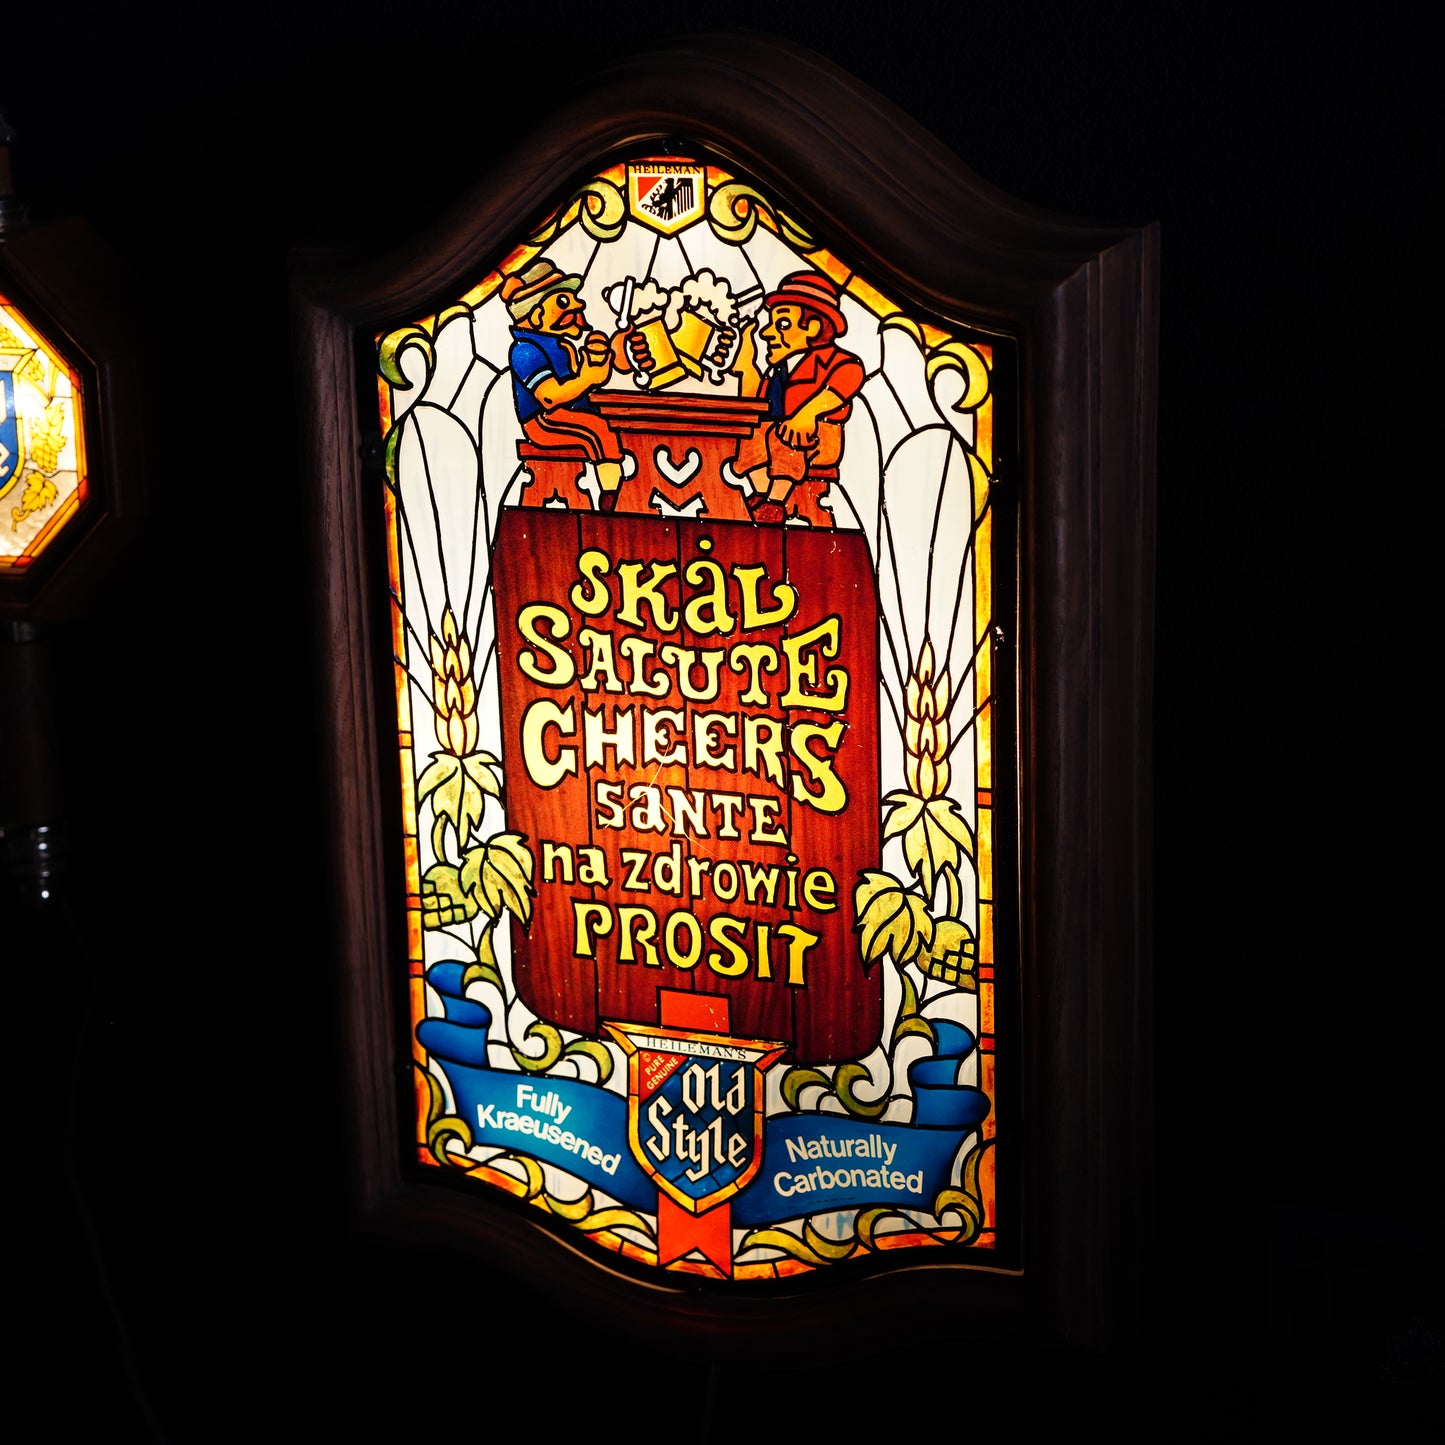 HEILEMAN
SKåL
SALUTE
CHEERS
SaNTE
na zdrowie
PROSIT
HEILEMAN'S
© PURE
GENUINE
Old
Style
Fully
Kraeusened
Naturally
Carbonated